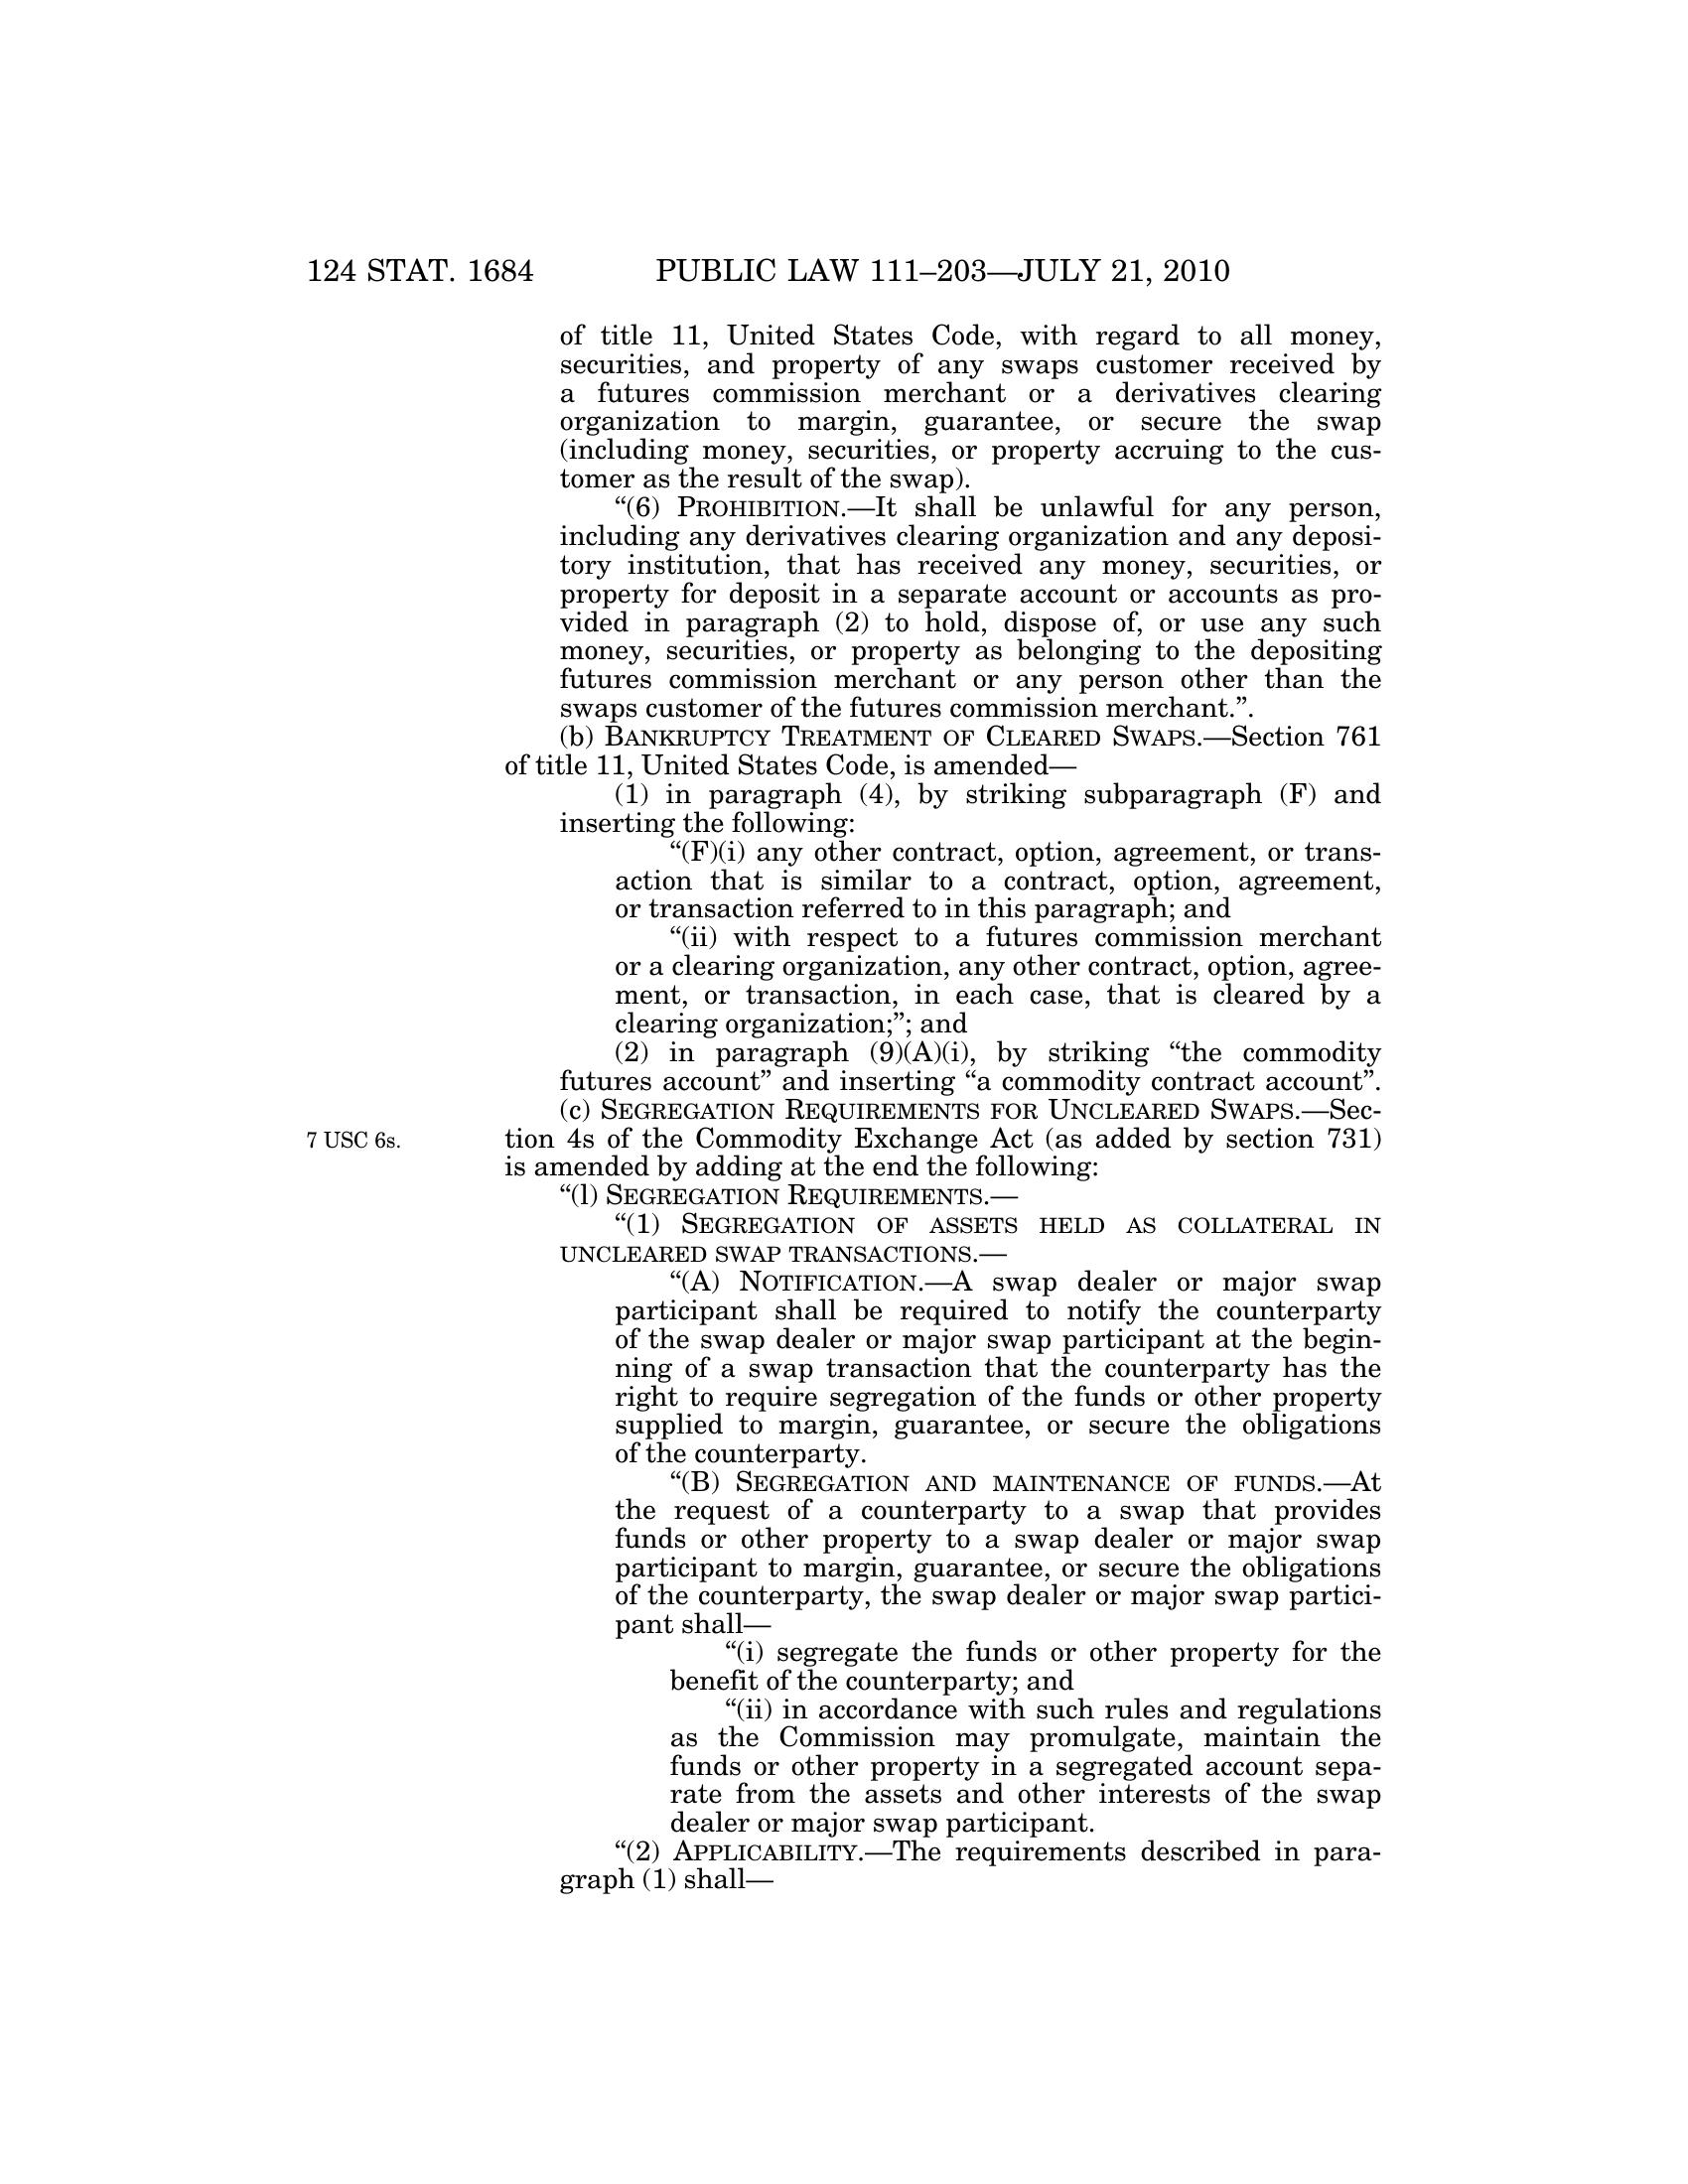 124 STAT. 1684 PUBLIC LAW 111–203—JULY 21, 2010
of title 11, United States Code, with regard to all money,
securities, and property of any swaps customer received by
a futures commission merchant or a derivatives clearing
organization to margin, guarantee, or secure the swap
(including money, securities, or property accruing to the cus-
tomer as the result of the swap).
“(6) PROHIBITION.—It shall be unlawful for any person,
including any derivatives clearing organization and any deposi-
tory institution, that has received any money, securities, or
property for deposit in a separate account or accounts as pro-
vided in paragraph (2) to hold, dispose of, or use any such
money, securities, or property as belonging to the depositing
futures commission merchant or any person other than the
swaps customer of the futures commission merchant.”.
(b) BANKRUPTCY TREATMENT OF CLEARED SWAPS.—Section 761
of title 11, United States Code, is amended—
(1) in paragraph (4), by striking subparagraph (F) and
inserting the following:
“(F)(i) any other contract, option, agreement, or trans-
action that is similar to a contract, option, agreement,
or transaction referred to in this paragraph; and
“(ii) with respect to a futures commission merchant
or a clearing organization, any other contract, option, agree-
ment, or transaction, in each case, that is cleared by a
clearing organization;”; and
(2) in paragraph (9)(A)(i), by striking “the commodity
futures account” and inserting “a commodity contract account”.
(c) SEGREGATION REQUIREMENTS FOR UNCLEARED SWAPS.—Sec-
7 USC 6s. tion 4s of the Commodity Exchange Act (as added by section 731)
is amended by adding at the end the following:
“(l) SEGREGATION REQUIREMENTS.—
“(1) SEGREGATION OF ASSETS HELD AS COLLATERAL IN
UNCLEARED SWAP TRANSACTIONS.—
“(A) NOTIFICATION.—A swap dealer or major swap
participant shall be required to notify the counterparty
of the swap dealer or major swap participant at the begin-
ning of a swap transaction that the counterparty has the
right to require segregation of the funds or other property
supplied to margin, guarantee, or secure the obligations
of the counterparty.
“(B) SEGREGATION AND MAINTENANCE OF FUNDS.—At
the request of a counterparty to a swap that provides
funds or other property to a swap dealer or major swap
participant to margin, guarantee, or secure the obligations
of the counterparty, the swap dealer or major swap partici-
pant shall—
“(i) segregate the funds or other property for the
benefit of the counterparty; and
“(ii) in accordance with such rules and regulations
as the Commission may promulgate, maintain the
funds or other property in a segregated account sepa-
rate from the assets and other interests of the swap
dealer or major swap participant.
“(2) APPLICABILITY.—The requirements described in para-
graph (1) shall—